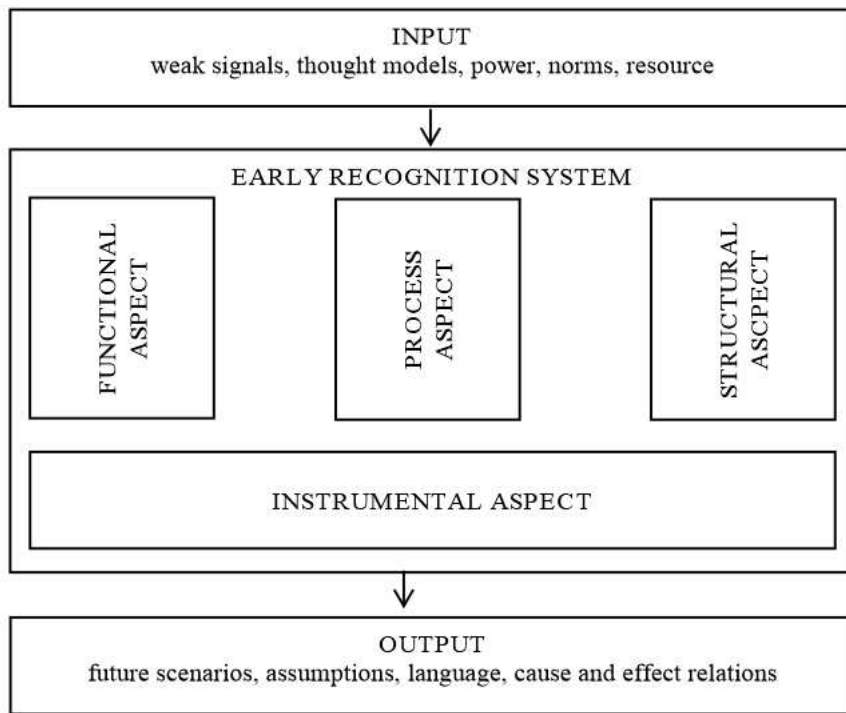 INPUT
weak signals, thought models, power, norms, resource
EARLY RECOGNITION SYSTEM
FUNCTIONAL
ASPECT
PROCESS
ASPECT
STRUCTURAL
ASCPECT
INSTRUMENTAL ASPECT
OUTPUT
future scenarios, assumptions, language, cause and effect relations